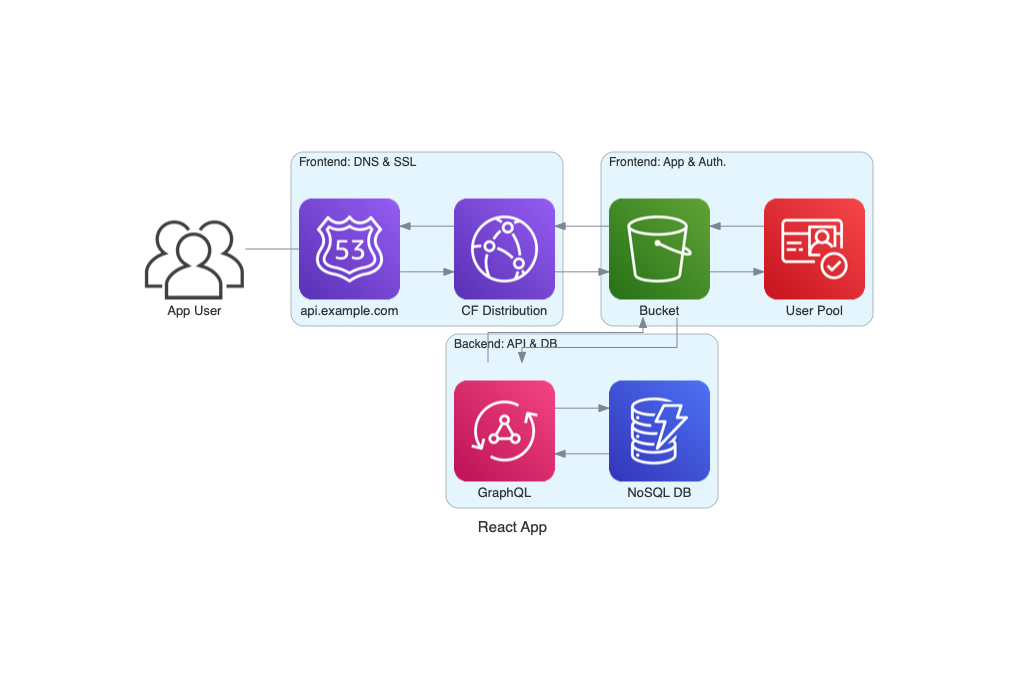 Frontend: DNS & SSL
Frontend: App & Auth.
53
App User
api.example.com
CF Distribution
Bucket
User Pool
Backend: API & DB
GraphQL
NoSQL DB
React App